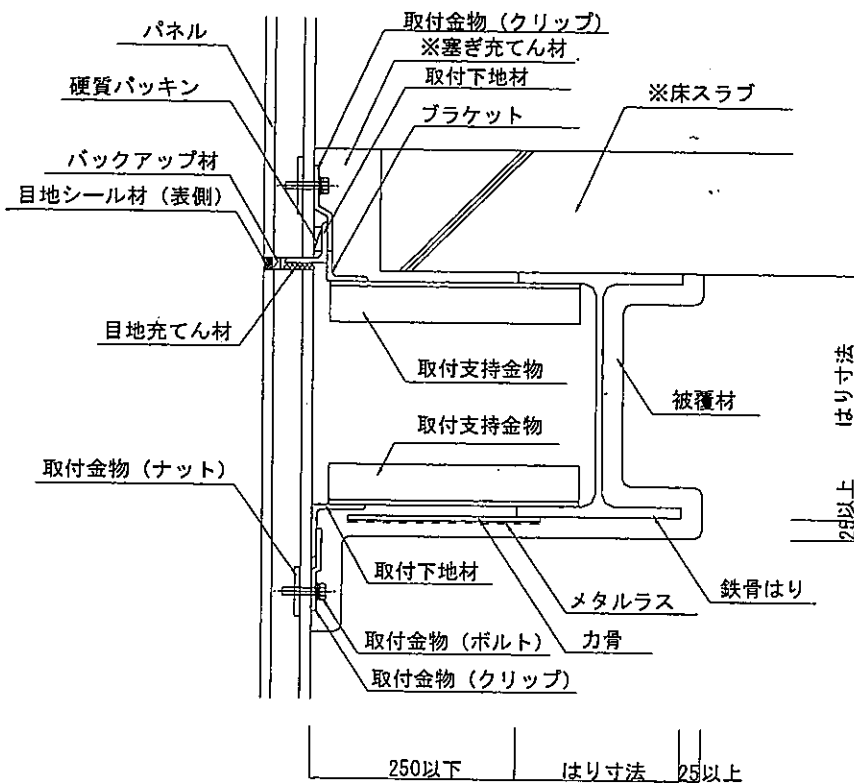 取付金物（クリップ）
パネル
※塞ぎ充てん材
硬質パッキン
取付下地材
※床スラブ
ブラケット
バックアップ材
目地シール材（表側）
目地充てん材
取付支持金物
はり寸法
被覆材
取付支持金物
取付金物（ナット）
25以上
取付下地材
鉄骨はり
メタルラス
取付金物（ボルト）
力骨
取付金物（クリップ）
250以下
はり寸法
25以上